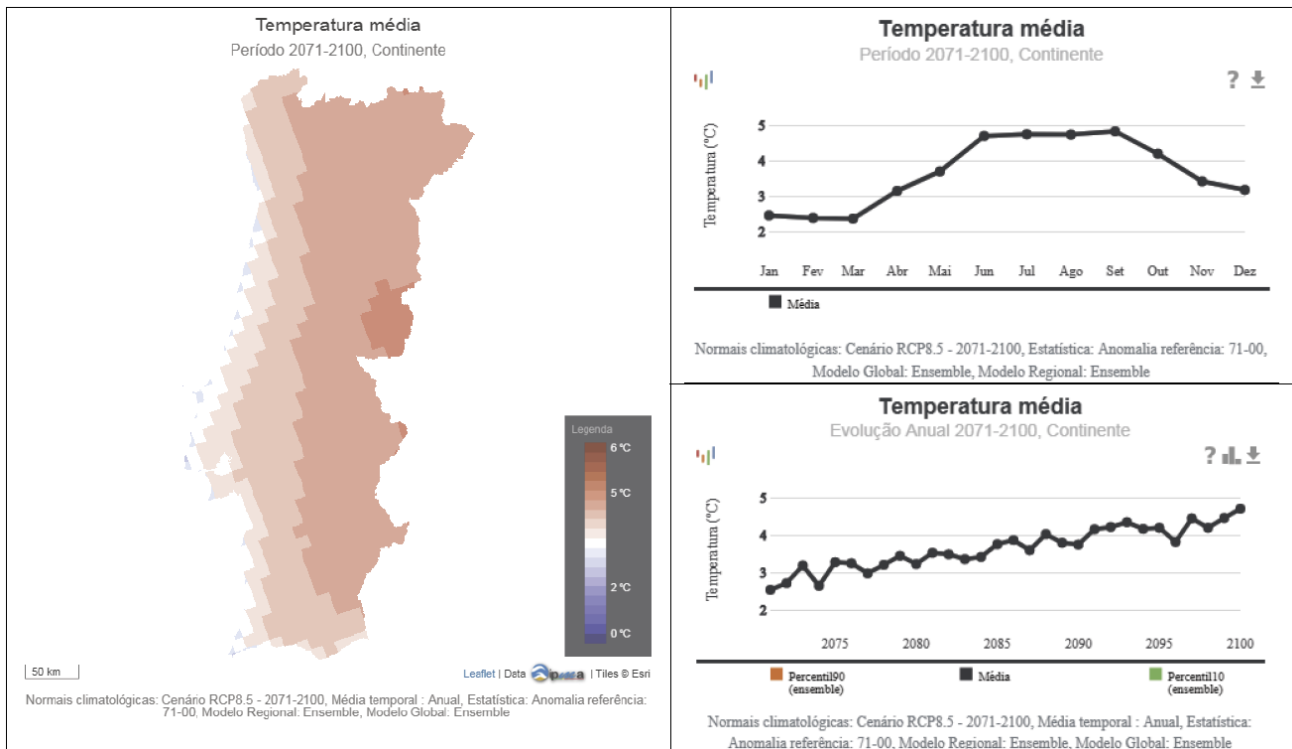 Temperatura média
Período 2071-2100, Continente
Legenda
6 °C
5 °C
2 °C
0 °C
50 km
Leaflet | Data ipma | Tiles © Esri
Normais climatológicas: Cenário RCP8.5 - 2071-2100, Média temporal : Anual, Estatística: Anomalia referência:
71-00, Modelo Regional: Ensemble, Modelo Global: Ensemble
Temperatura média
Período 2071-2100, Continente
?
Temperatura (°C)
5
4
3
2
Jan Fev Mar Abr Mai Jun Jul Ago Set Out Nov Dez
Média
Normais climatológicas: Cenário RCP8.5 - 2071-2100, Estatística: Anomalia referência: 71-00,
Modelo Global: Ensemble, Modelo Regional: Ensemble
Temperatura média
Evolução Anual 2071-2100, Continente
?
Temperatura (°C)
5
4
3
2
2075 2080 2085 2090 2095 2100
Percentil90 Média Percentil10
(ensemble) (ensemble)
Normais climatológicas: Cenário RCP8.5 - 2071-2100, Média temporal : Anual, Estatística:
Anomalia referência: 71-00, Modelo Regional: Ensemble, Modelo Global: Ensemble